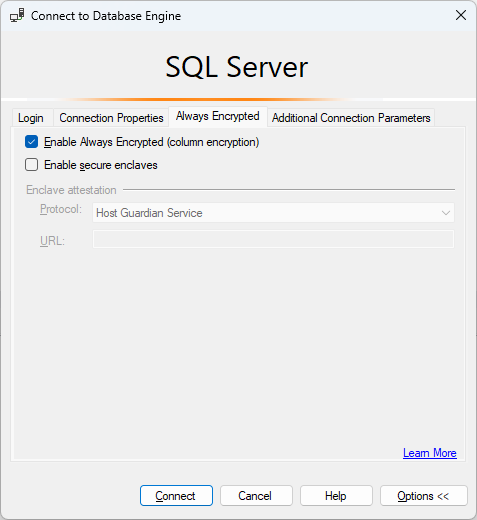 Connect to Database Engine
SQL Server
Login Connection Properties Always Encrypted Additional Connection Parameters
Enable Always Encrypted (column encryption)
Enable secure enclaves
Enclave attestation
Protocol: Host Guardian Service
URL:
Learn More
Connect Cancel Help Options <<